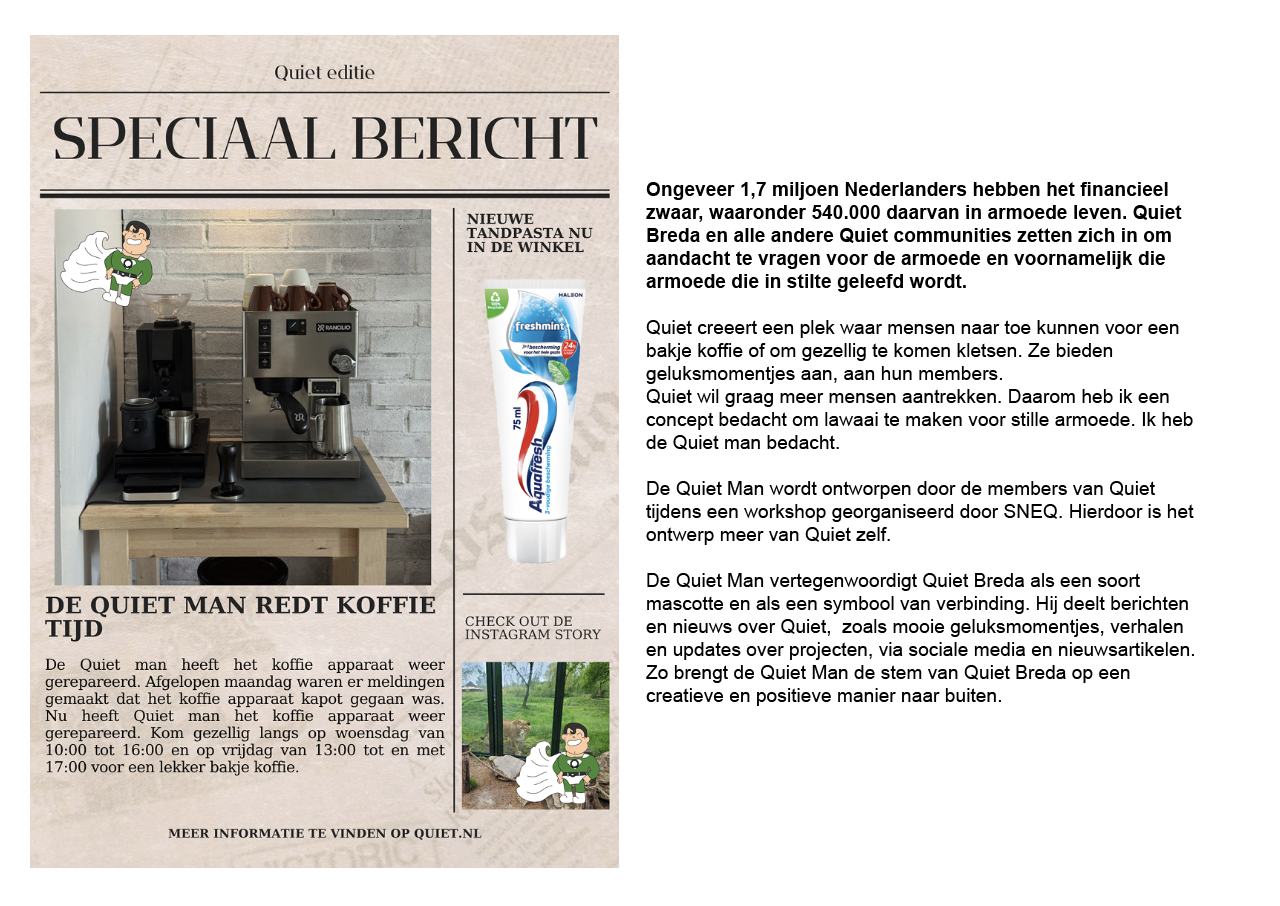 Quiet editie
SPECIAAL BERICHT
NIEUWE
TANDPASTA NU
IN DE WINKEL
RANCILIO
HALEON
freshmint
3in1 bescherming
voor het hele gezin
24h
75 ml
Aquafresh
3-voudige bescherming
DE QUIET MAN REDT KOFFIE
TIJD
De Quiet man heeft het koffie apparaat weer
gerepareerd. Afgelopen maandag waren er meldingen
gemaakt dat het koffie apparaat kapot gegaan was.
Nu heeft Quiet man het koffie apparaat weer
gerepareerd. Kom gezellig langs op woensdag van
10:00 tot 16:00 en op vrijdag van 13:00 tot en met
17:00 voor een lekker bakje koffie.
CHECK OUT DE
INSTAGRAM STORY
MEER INFORMATIE TE VINDEN OP QUIET.NL
Ongeveer 1,7 miljoen Nederlanders hebben het financieel
zwaar, waaronder 540.000 daarvan in armoede leven. Quiet
Breda en alle andere Quiet communities zetten zich in om
aandacht te vragen voor de armoede en voornamelijk die
armoede die in stilte geleefd wordt.
Quiet creeert een plek waar mensen naar toe kunnen voor een
bakje koffie of om gezellig te komen kletsen. Ze bieden
geluksmomentjes aan, aan hun members.
Quiet wil graag meer mensen aantrekken. Daarom heb ik een
concept bedacht om lawaai te maken voor stille armoede. Ik heb
de Quiet man bedacht.
De Quiet Man wordt ontworpen door de members van Quiet
tijdens een workshop georganiseerd door SNEQ. Hierdoor is het
ontwerp meer van Quiet zelf.
De Quiet Man vertegenwoordigt Quiet Breda als een soort
mascotte en als een symbool van verbinding. Hij deelt berichten
en nieuws over Quiet,  zoals mooie geluksmomentjes, verhalen
en updates over projecten, via sociale media en nieuwsartikelen.
Zo brengt de Quiet Man de stem van Quiet Breda op een
creatieve en positieve manier naar buiten.